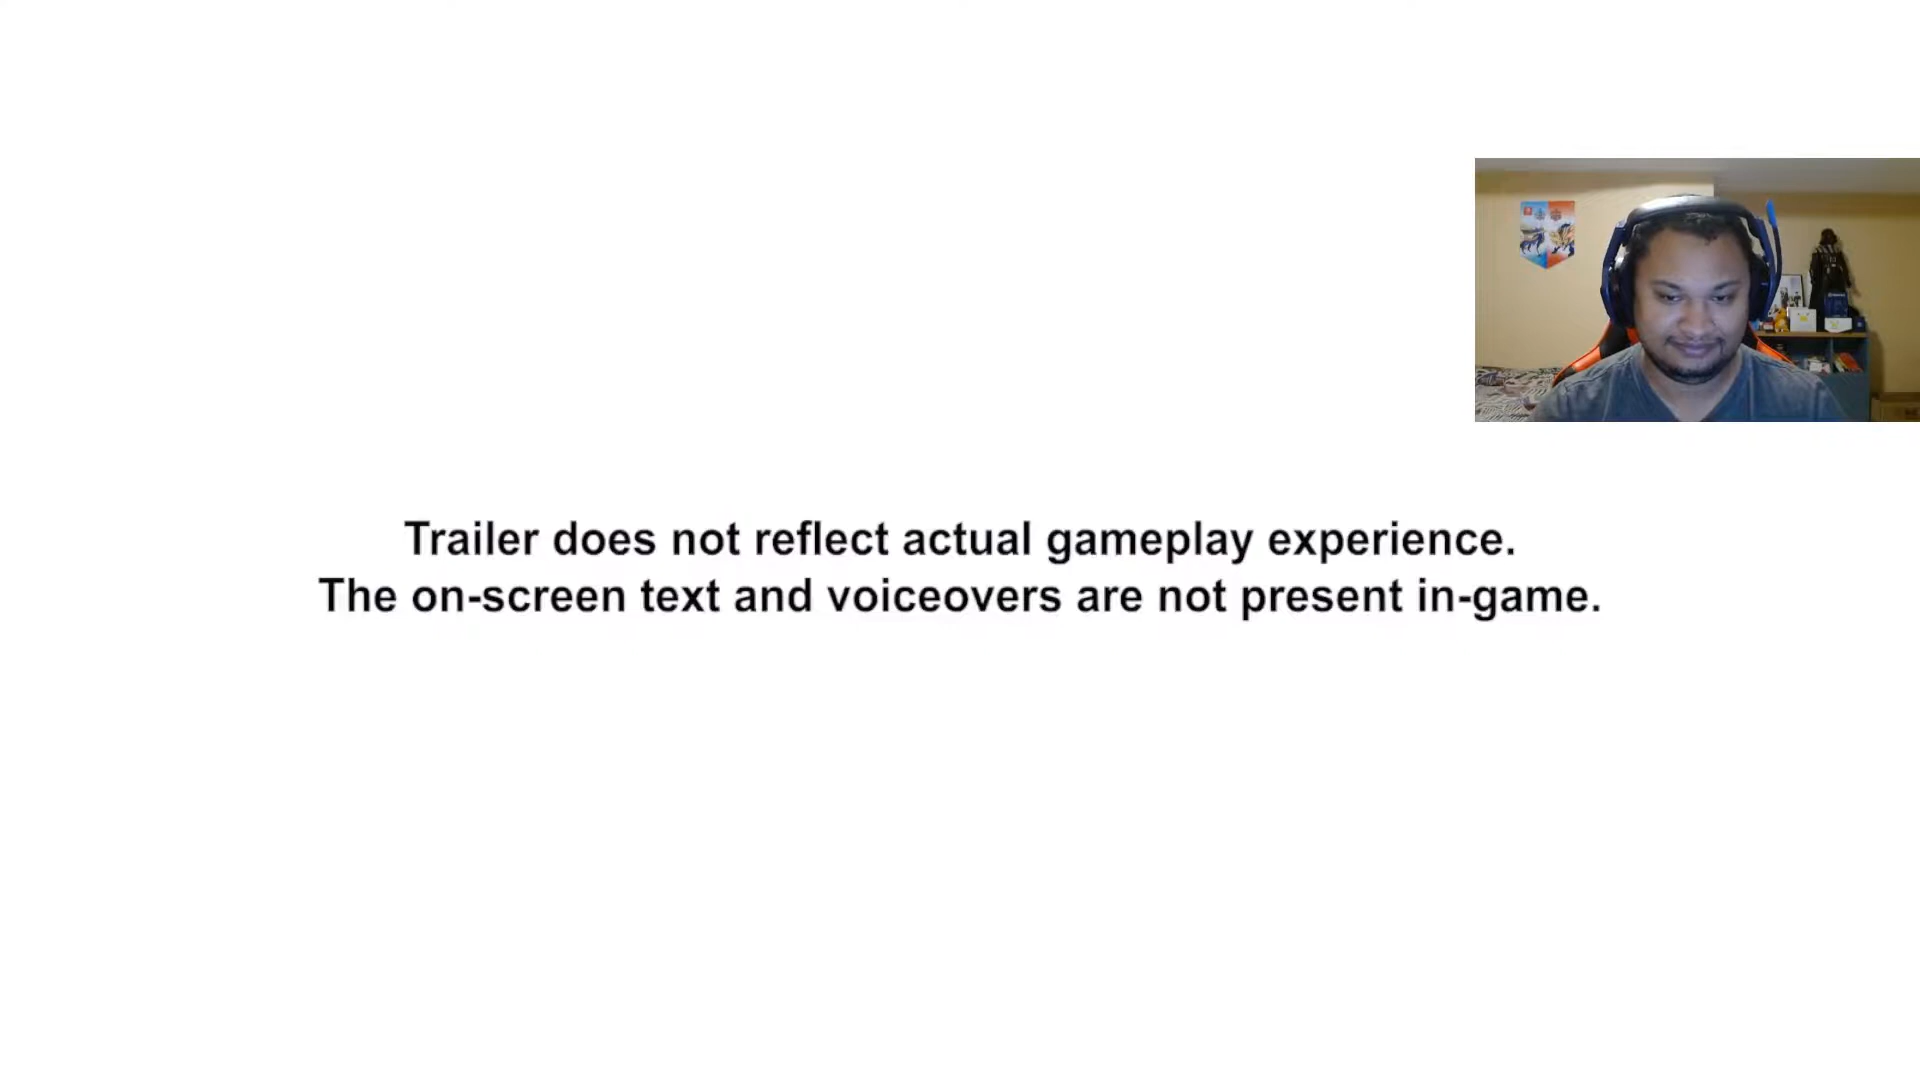 Trailer does not reflect actual gameplay experience.
The on-screen text and voiceovers are not present in-game.